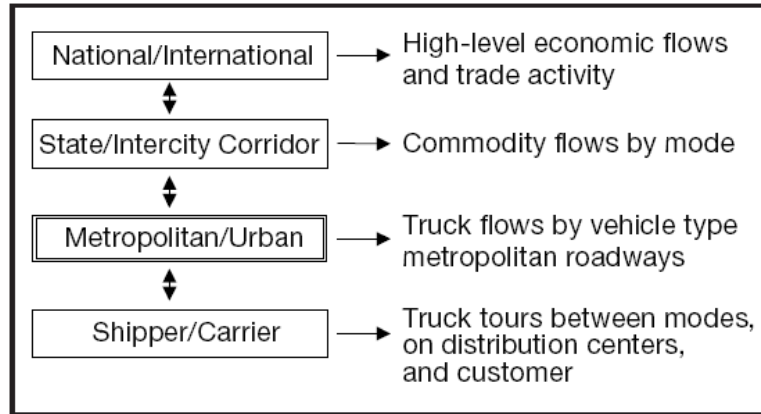 National/International
High-level economic flows
and trade activity
State/Intercity Corridor
Commodity flows by mode
Metropolitan/Urban
Truck flows by vehicle type
metropolitan roadways
Shipper/Carrier
Truck tours between modes,
on distribution centers,
and customer